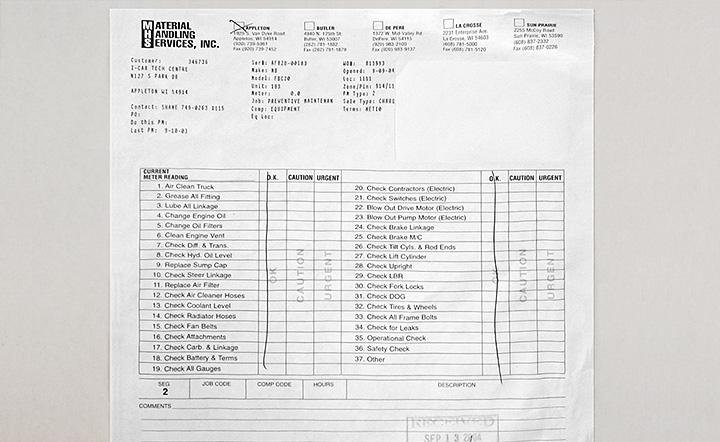 MHS MATERIAL HANDLING SERVICES, INC.
APPLETON
Appleton, WI 54914
(920) 739-5961
Fax (920) 739-7452
BUTLER
4840 N. 125th St.
Butler, WI 53007
(262) 781-1882
Fax (262) 781-1878
DE PERE
1372 W. Mid-Valley Rd
DePere, WI 54115
(920) 983-2100
Fax (920) 983-9137
LA CROSSE
2231 Enterprise Ave.
La Crosse, WI 54603
(608) 781-5000
Fax (608) 781-5120
SUN PRAIRIE
2255 McCoy Road
Sun Prairie, WI 53590
(608) 837-2332
Fax (608) 837-0226
Customer: 346736
I-CAR TECH CENTRE
N127 S PARK DR
APPLETON WI 54914
Contact: SHANE 749-0263 X115
PO:
Do this PM:
Last PM: 9-10-03
Ser#: AF82B-00103
Make: MB
Model: FBC20
Unit: 103
Meter: 0.0
Job: PREVENTIVE MAINTENAN
Comp: EQUIPMENT
Eq Loc:
WO#: 813993
Opened: 9-09-04
Loc: 1111
Zone/Pin: 914/11
PM Type: 2
Sale Type: CHARG
Terms: NET10
CURRENT METER READING O.K. CAUTION URGENT
1. Air Clean Truck
2. Grease All Fitting
3. Lube All Linkage
4. Change Engine Oil
5. Change Oil Filters
6. Clean Engine Vent
7. Check Diff. & Trans.
8. Check Hyd. Oil Level
9. Replace Sump Cap
10. Check Steer Linkage
11. Replace Air Filter
12. Check Air Cleaner Hoses
13. Check Coolant Level
14. Check Radiator Hoses
15. Check Fan Belts
16. Check Attachments
17. Check Carb. & Linkage
18. Check Battery & Terms
19. Check All Gauges
OK CAUTION URGENT
O.K. CAUTION URGENT
20. Check Contractors (Electric)
21. Check Switches (Electric)
22. Blow Out Drive Motor (Electric)
23. Blow Out Pump Motor (Electric)
24. Check Brake Linkage
25. Check Brake M/C
26. Check Tilt Cyls. & Rod Ends
27. Check Lift Cylinder
28. Check Upright
29. Check LBR
30. Check Fork Locks
31. Check DOG
32. Check Tires & Wheels
33. Check All Frame Bolts
34. Check for Leaks
35. Operational Check
36. Safety Check
37. Other
OK CAUTION URGENT
SEG 2 JOB CODE COMP CODE HOURS DESCRIPTION
COMMENTS
RECEIVED
SEP 13 2004